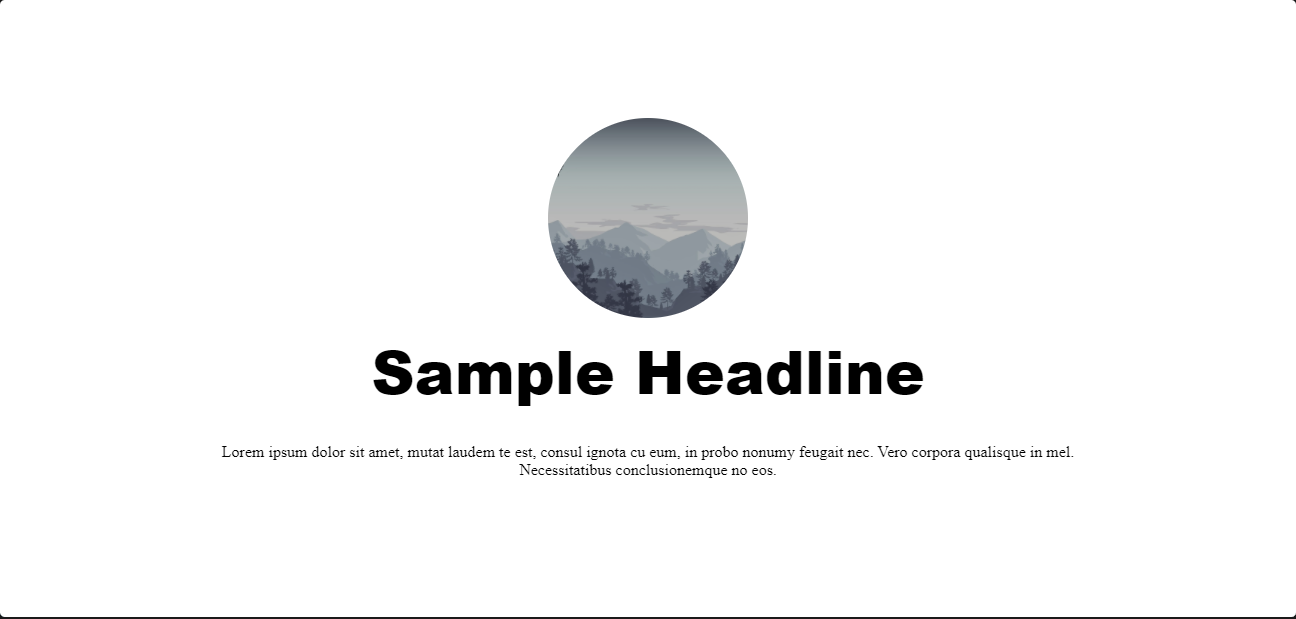 Sample Headline
Lorem ipsum dolor sit amet, mutat laudem te est, consul ignota cu eum, in probo nonumy feugait nec. Vero corpora qualisque in mel.
Necessitatibus conclusionemque no eos.